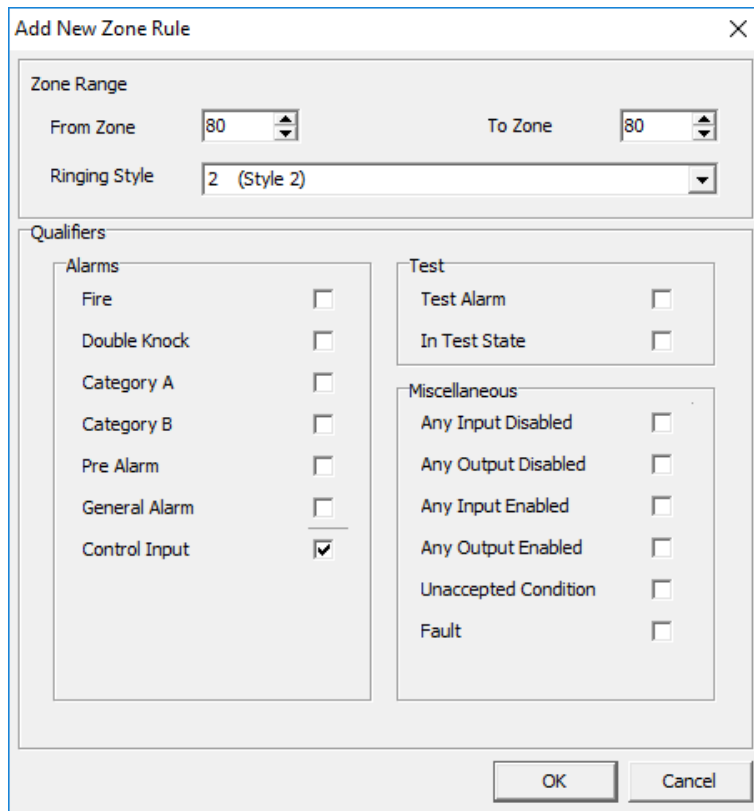 Add New Zone Rule
Zone Range
From Zone 80 To Zone 80
Ringing Style 2 (Style 2)
Qualifiers
Alarms
Fire
Double Knock
Category A
Category B
Pre Alarm
General Alarm
Control Input
Test
Test Alarm
In Test State
Miscellaneous
Any Input Disabled
Any Output Disabled
Any Input Enabled
Any Output Enabled
Unaccepted Condition
Fault
OK Cancel